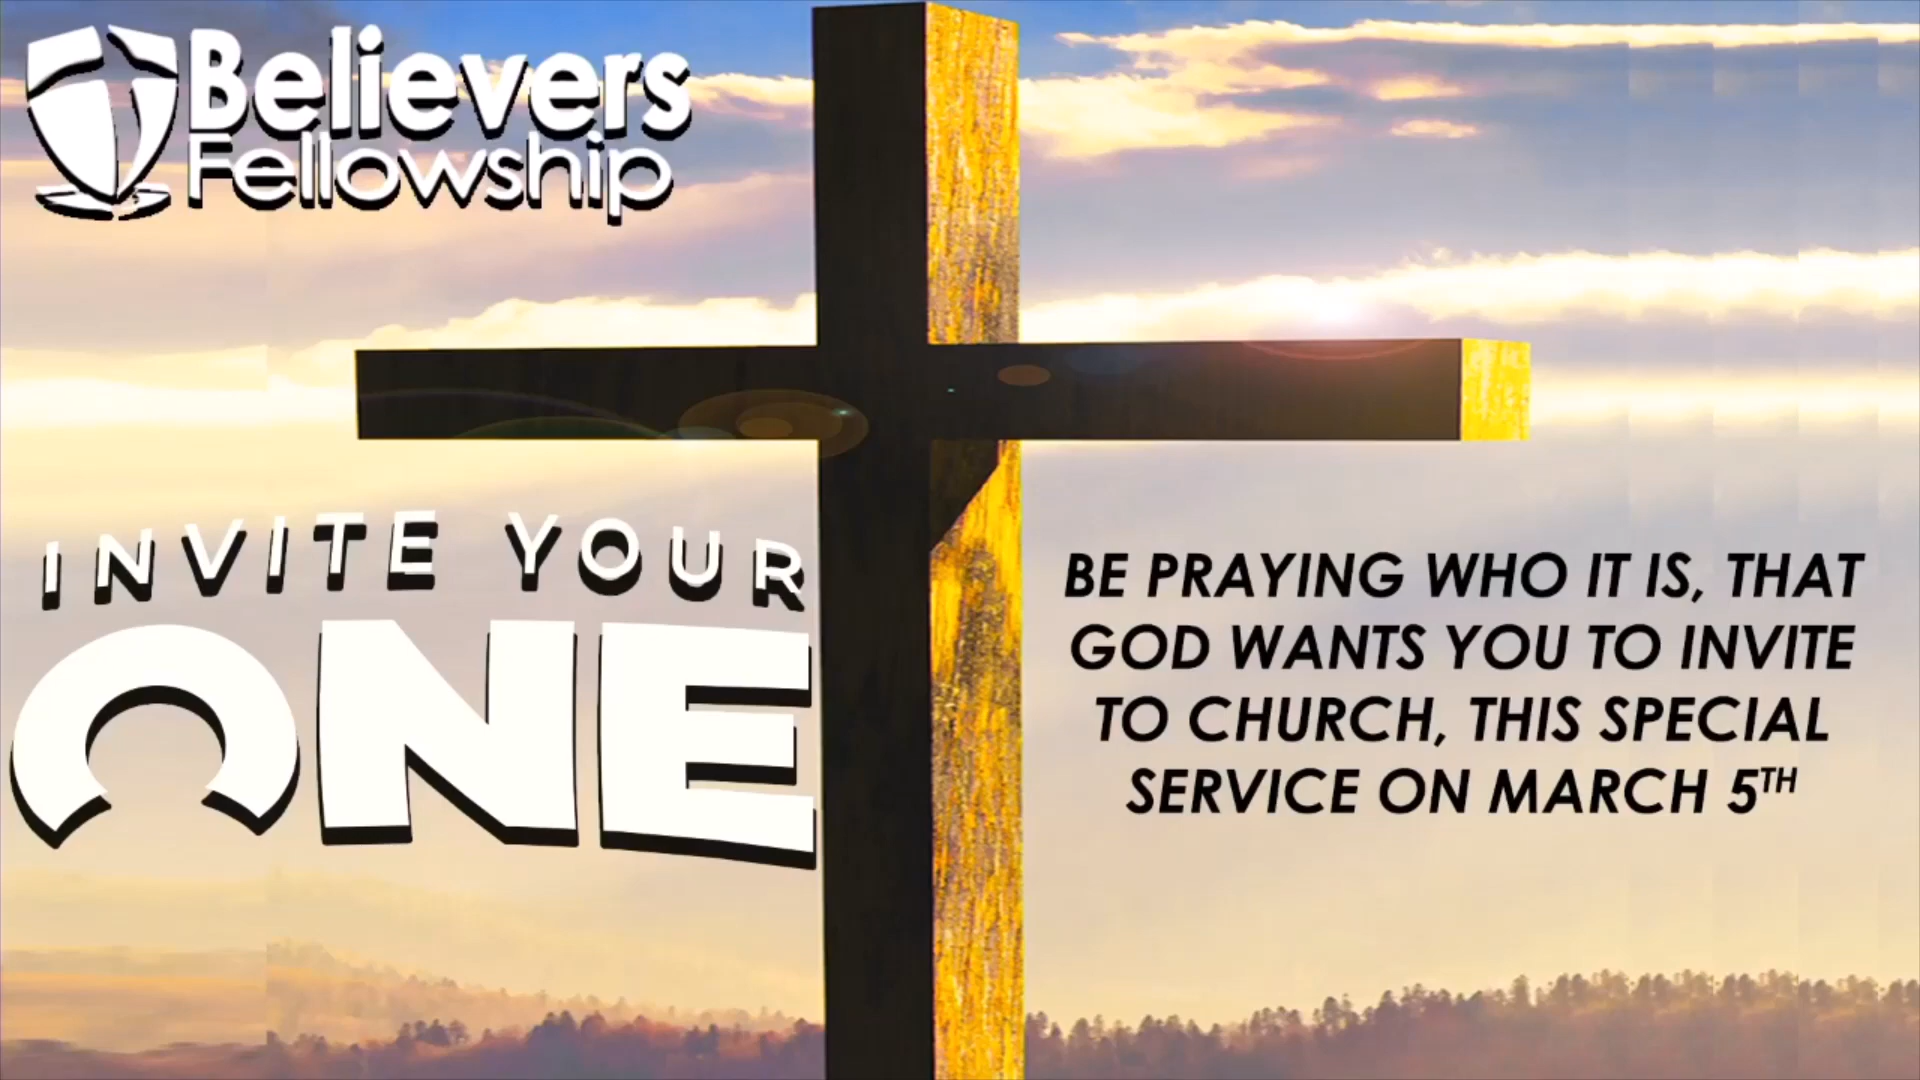 Believers
Fellowship
INVITE YOUR
ONE
BE PRAYING WHO IT IS, THAT
GOD WANTS YOU TO INVITE
TO CHURCH, THIS SPECIAL
SERVICE ON MARCH 5TH